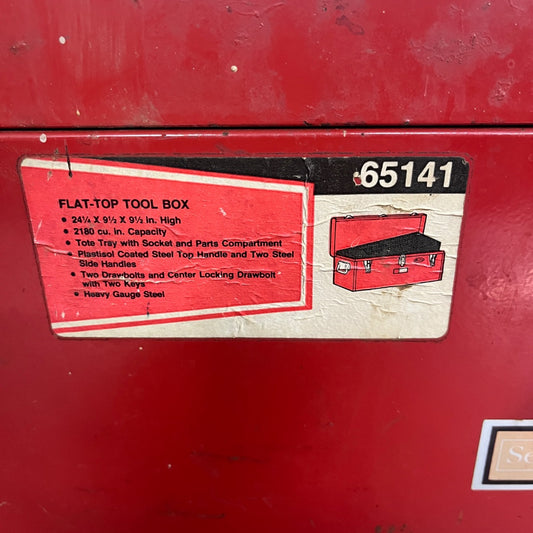 65141
FLAT-TOP TOOL BOX
• 24¼ X 9½ X 9½ In. High
• 2180 cu. in. Capacity
• Tote Tray with Socket and Parts Compartment
• Plastisol Coated Steel Top Handle and Two Steel
Side Handles
• Two Drawbolts and Center Locking Drawbolt
with Two Keys
• Heavy Gauge Steel
Se